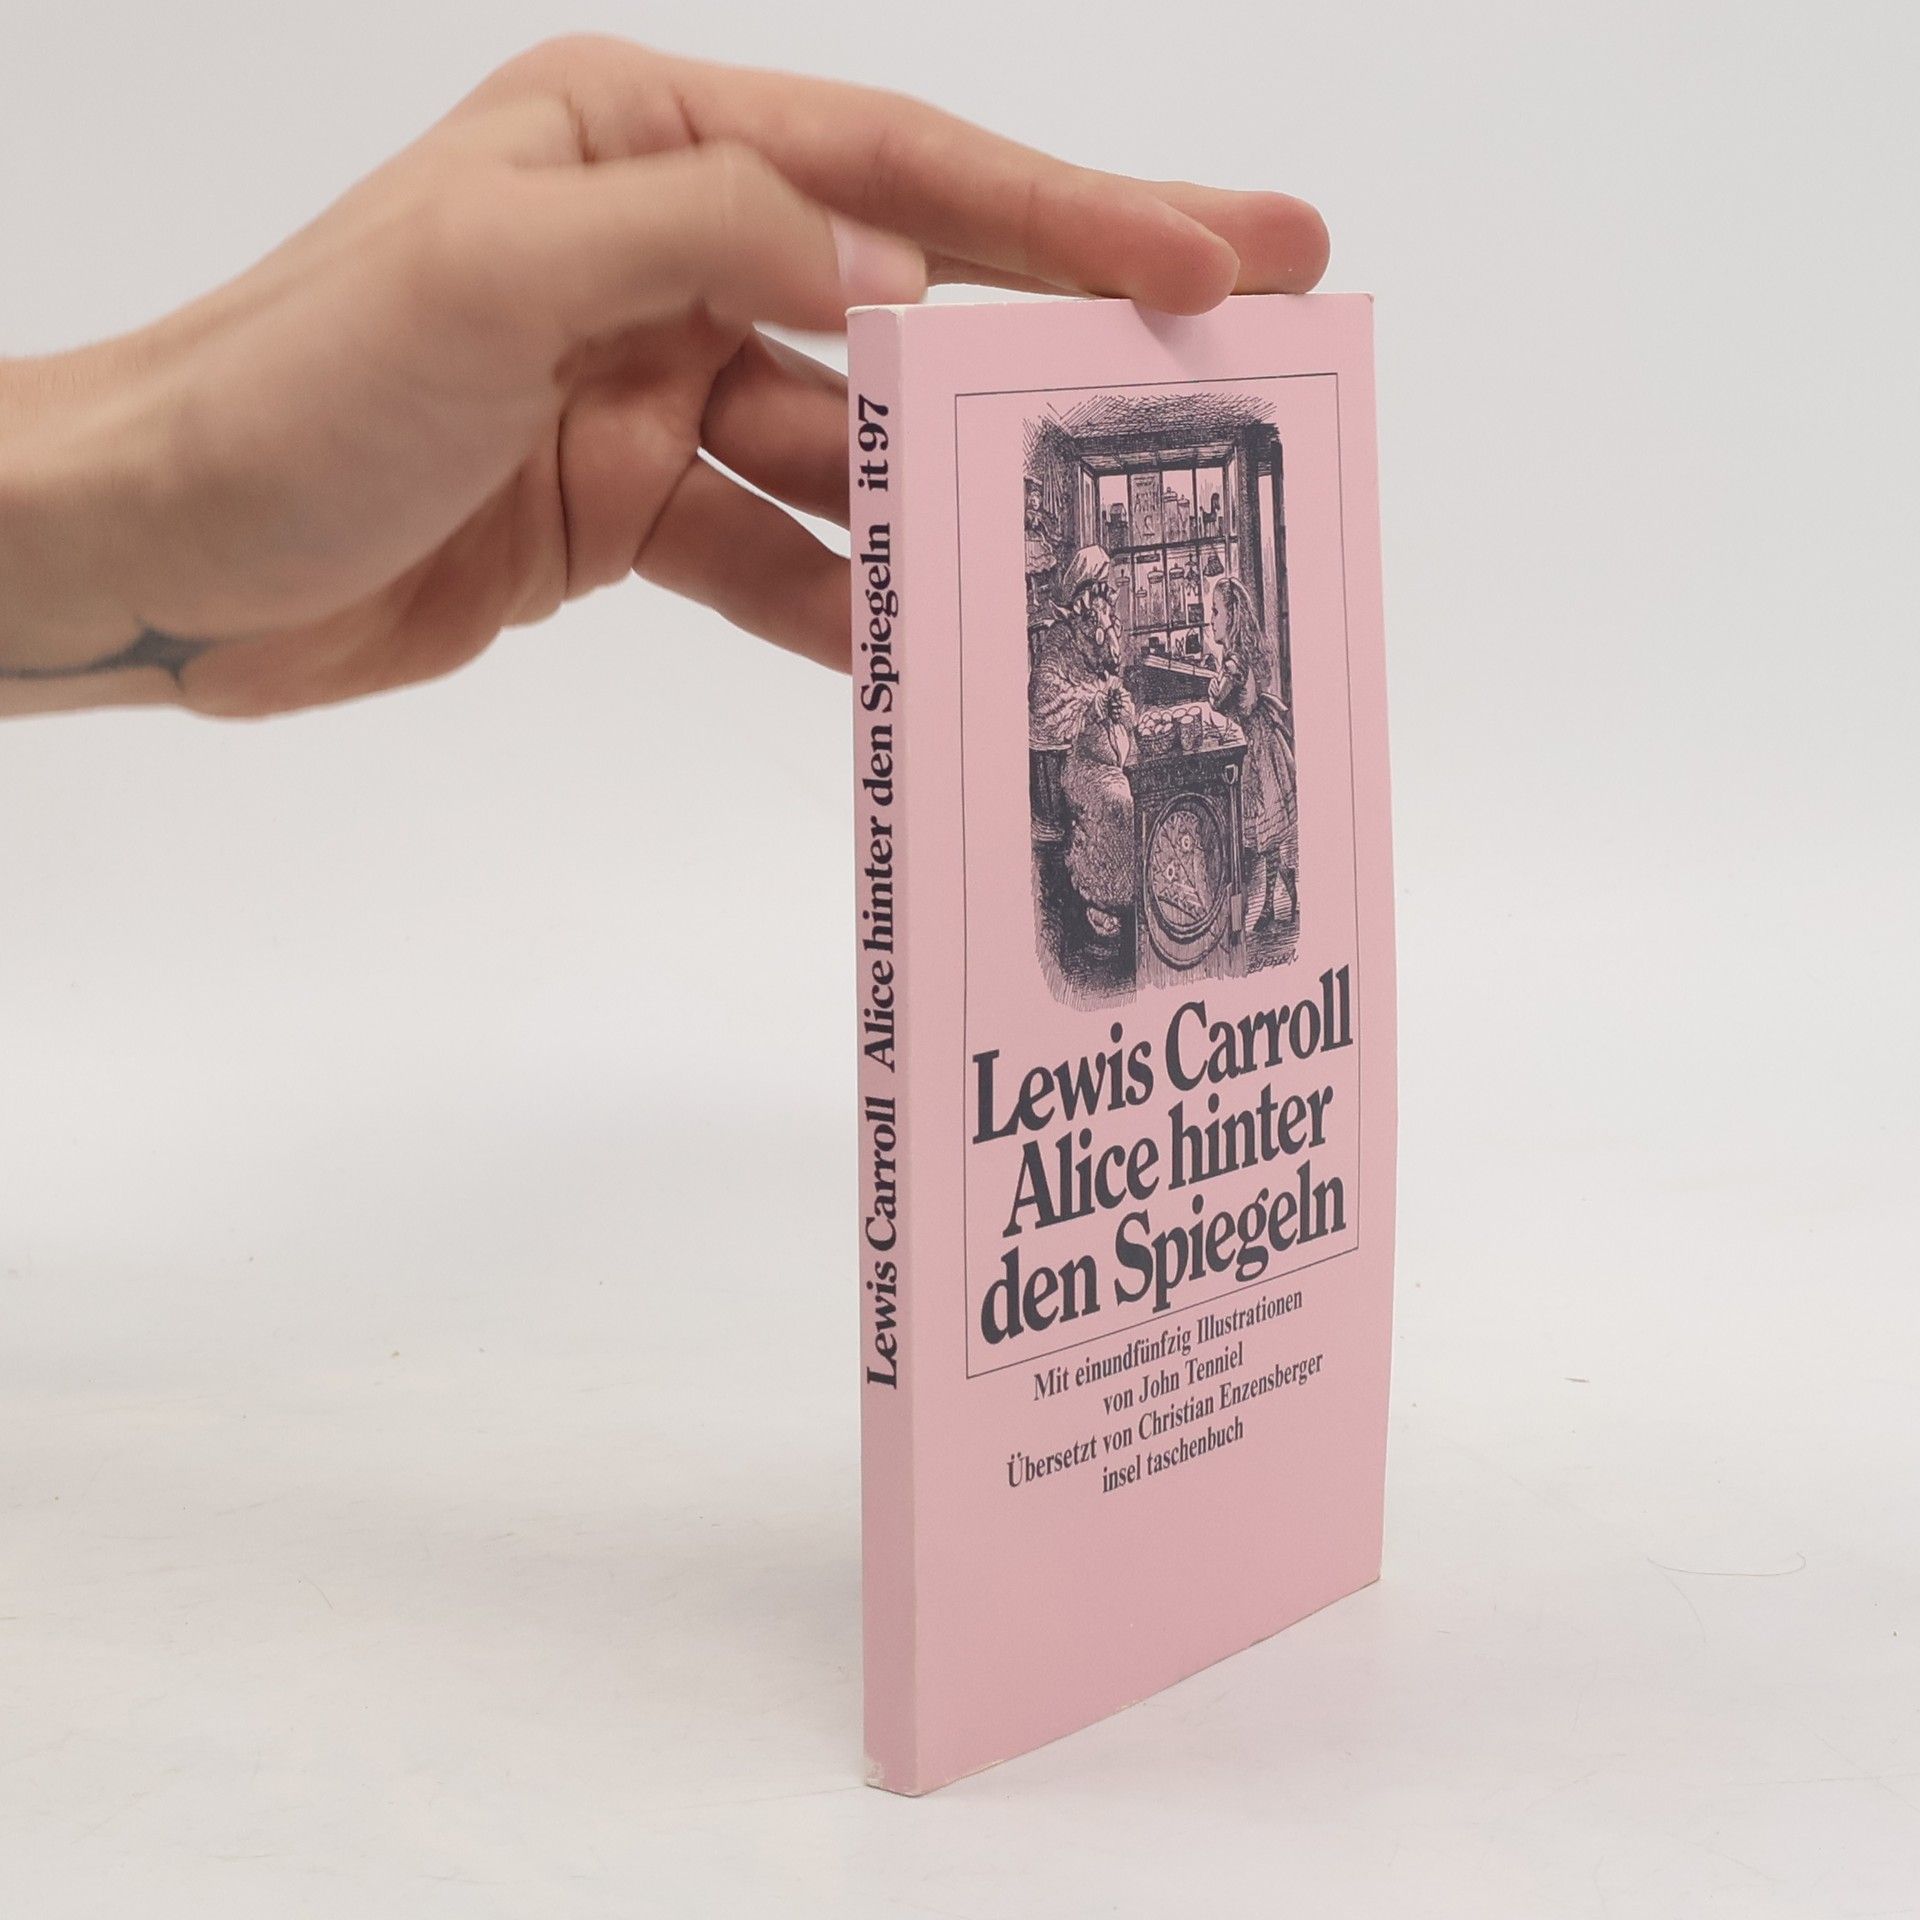 Lewis Carroll Alice hinter den Spiegeln it 97
Lewis Carroll
Alice hinter
den Spiegeln
Mit einundfünfzig Illustrationen
von John Tenniel
Übersetzt von Christian Enzensberger
insel taschenbuch